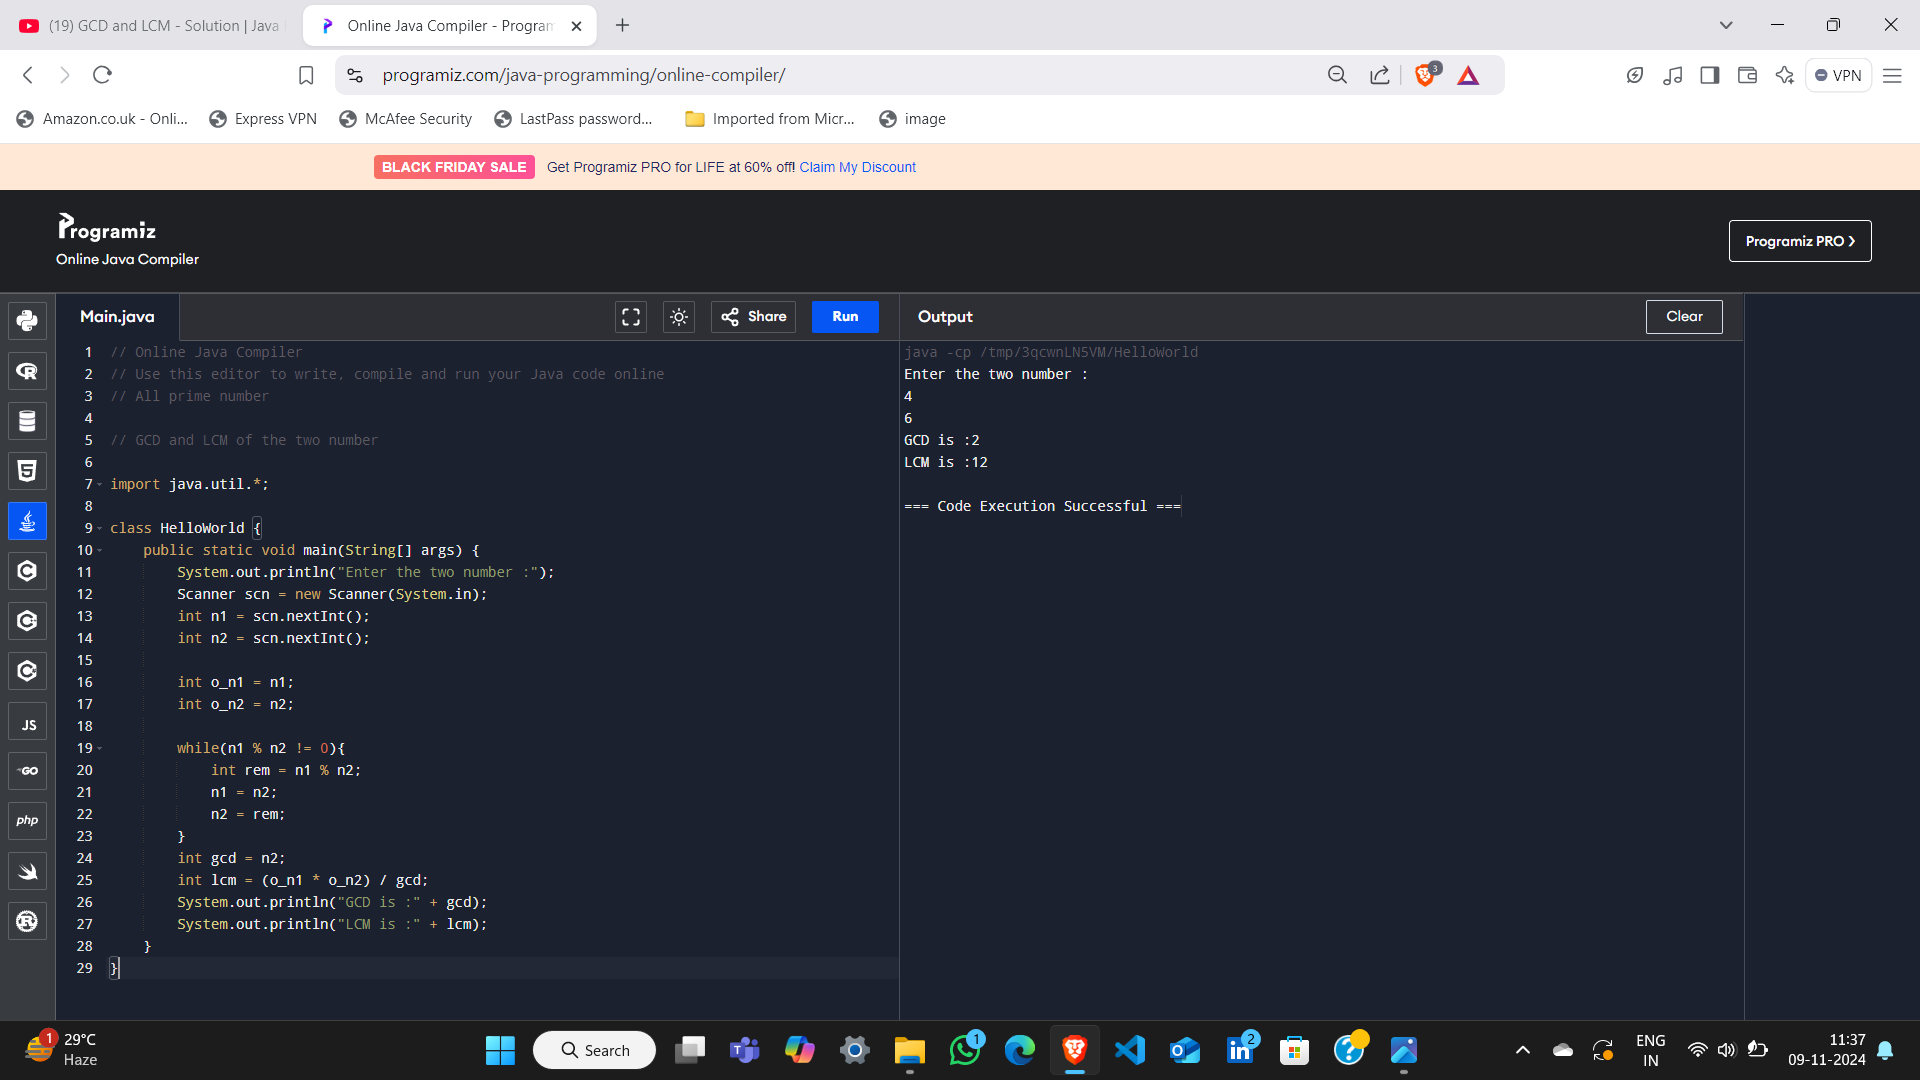 (19) GCD and LCM - Solution | Java
Online Java Compiler - Program
programiz.com/java-programming/online-compiler/
3
VPN
Amazon.co.uk - Onli...
Express VPN
McAfee Security
LastPass password...
Imported from Micr...
image
BLACK FRIDAY SALE Get Programiz PRO for LIFE at 60% off! Claim My Discount
Programiz
Online Java Compiler
Programiz PRO ❯
Main.java
Share
Run
Output
Clear
1 // Online Java Compiler
2 // Use this editor to write, compile and run your Java code online
3 // All prime number
4
5 // GCD and LCM of the two number
6
7 import java.util.*;
8
9 class HelloWorld {
10     public static void main(String[] args) {
11         System.out.println("Enter the two number :");
12         Scanner scn = new Scanner(System.in);
13         int n1 = scn.nextInt();
14         int n2 = scn.nextInt();
15
16         int o_n1 = n1;
17         int o_n2 = n2;
18
19         while(n1 % n2 != 0){
20             int rem = n1 % n2;
21             n1 = n2;
22             n2 = rem;
23         }
24         int gcd = n2;
25         int lcm = (o_n1 * o_n2) / gcd;
26         System.out.println("GCD is :" + gcd);
27         System.out.println("LCM is :" + lcm);
28     }
29 }
java -cp /tmp/3qcwnLN5VM/HelloWorld
Enter the two number :
4
6
GCD is :2
LCM is :12
=== Code Execution Successful ===
JS
GO
php
1
29°C
Haze
Search
1
2
ENG
IN
11:37
09-11-2024